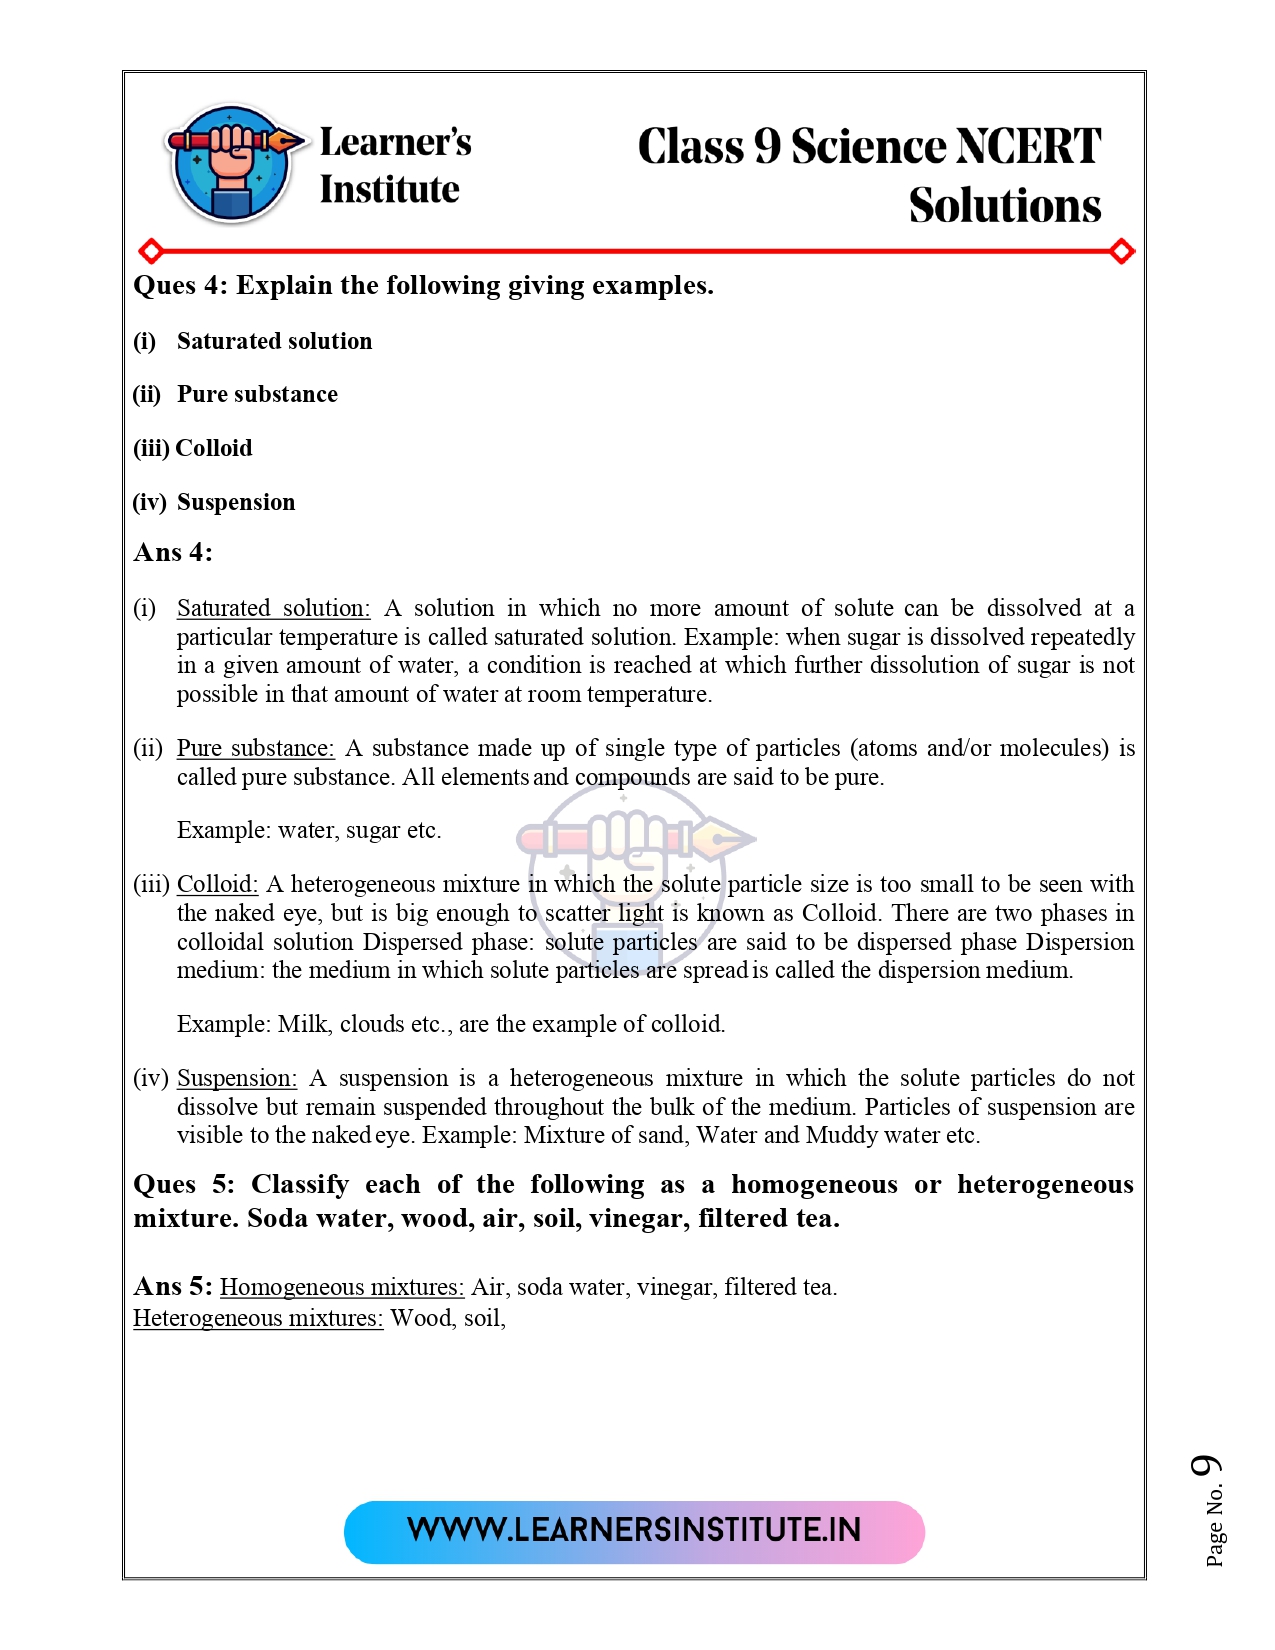 Learner's
Institute
Class 9 Science NCERT
Solutions
Ques 4: Explain the following giving examples.
(i) Saturated solution
(ii) Pure substance
(iii) Colloid
(iv) Suspension
Ans 4:
(i) Saturated solution: A solution in which no more amount of solute can be dissolved at a
particular temperature is called saturated solution. Example: when sugar is dissolved repeatedly
in a given amount of water, a condition is reached at which further dissolution of sugar is not
possible in that amount of water at room temperature.
(ii) Pure substance: A substance made up of single type of particles (atoms and/or molecules) is
called pure substance. All elements and compounds are said to be pure.
Example: water, sugar etc.
(iii) Colloid: A heterogeneous mixture in which the solute particle size is too small to be seen with
the naked eye, but is big enough to scatter light is known as Colloid. There are two phases in
colloidal solution Dispersed phase: solute particles are said to be dispersed phase Dispersion
medium: the medium in which solute particles are spread is called the dispersion medium.
Example: Milk, clouds etc., are the example of colloid.
(iv) Suspension: A suspension is a heterogeneous mixture in which the solute particles do not
dissolve but remain suspended throughout the bulk of the medium. Particles of suspension are
visible to the naked eye. Example: Mixture of sand, Water and Muddy water etc.
Ques 5: Classify each of the following as a homogeneous or heterogeneous
mixture. Soda water, wood, air, soil, vinegar, filtered tea.
Ans 5: Homogeneous mixtures: Air, soda water, vinegar, filtered tea.
Heterogeneous mixtures: Wood, soil,
WWW.LEARNERSINSTITUTE.IN
Page No. 9